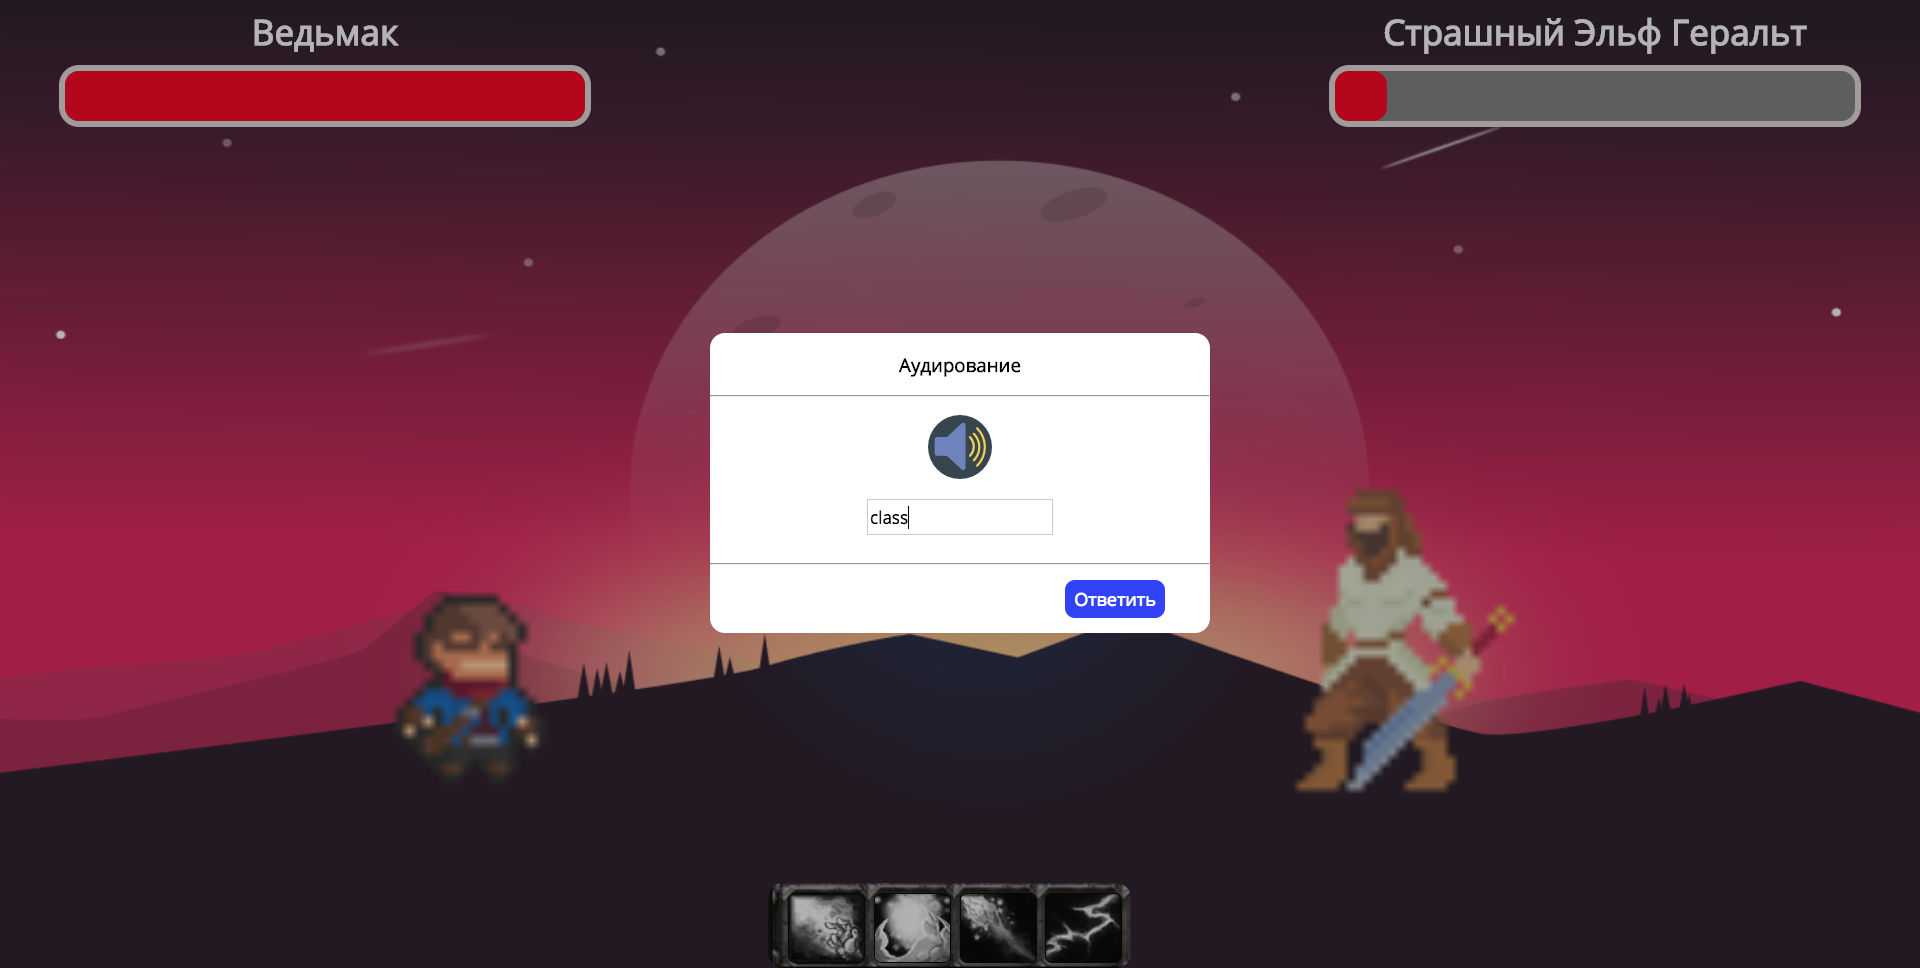 Ведьмак
Страшный Эльф Геральт
Аудирование
class
Ответить